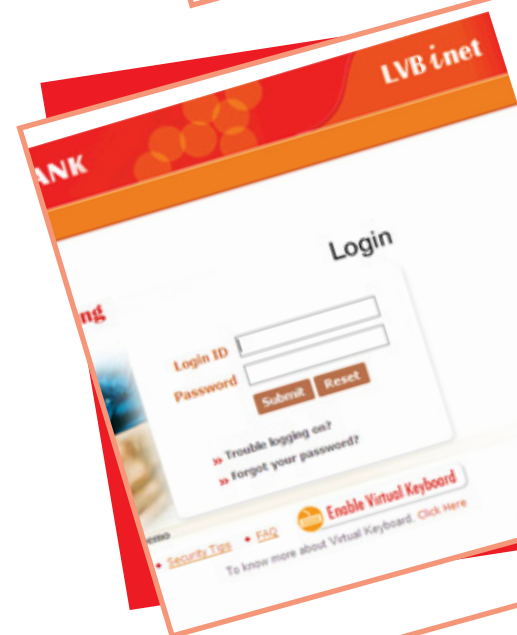 LVB inet
ANK
Login
ng
Login ID
Password
Submit Reset
» Trouble logging on?
» Forgot your password?
emo
• Security Tips • FAQ
Enable Virtual Keyboard
To know more about Virtual Keyboard. Click Here